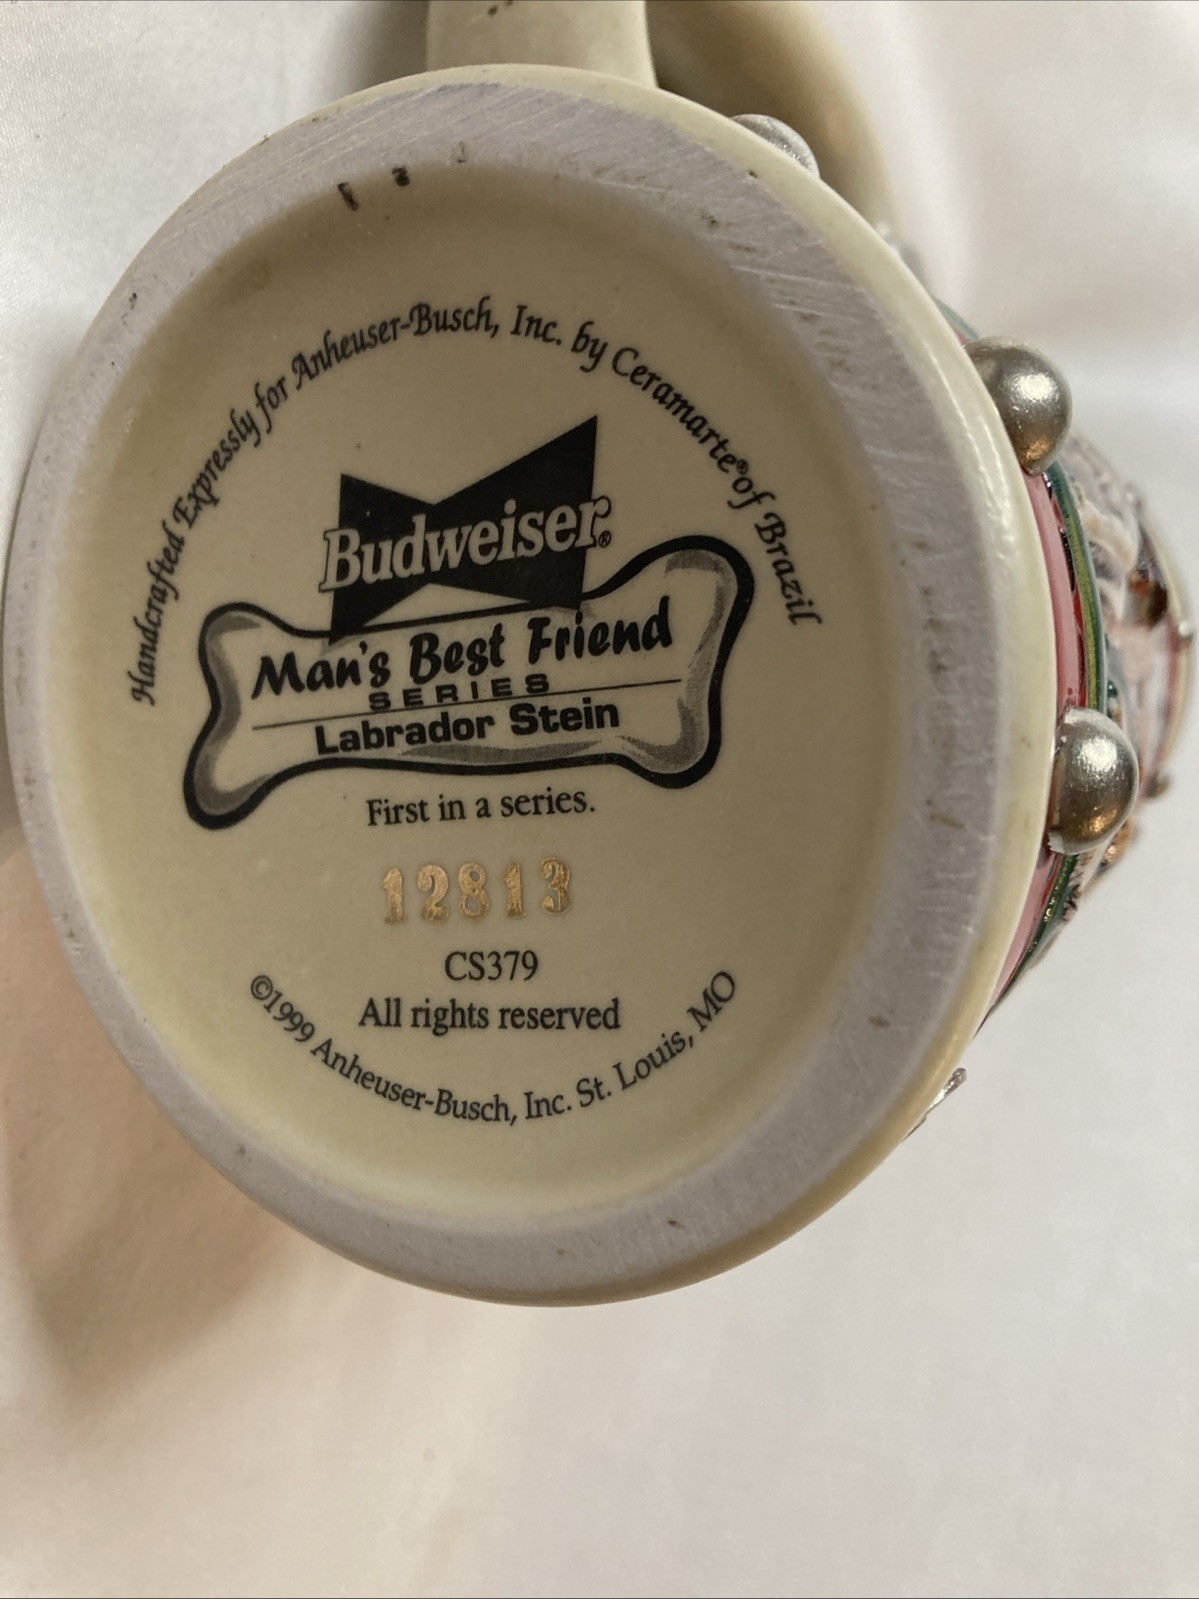 Handcrafted Expressly for Anheuser-Busch, Inc. by Ceramarte® of Brazil
Budweiser®
Man's Best Friend
SERIES
Labrador Stein
First in a series.
12813
CS379
All rights reserved
©1999 Anheuser-Busch, Inc. St. Louis, MO